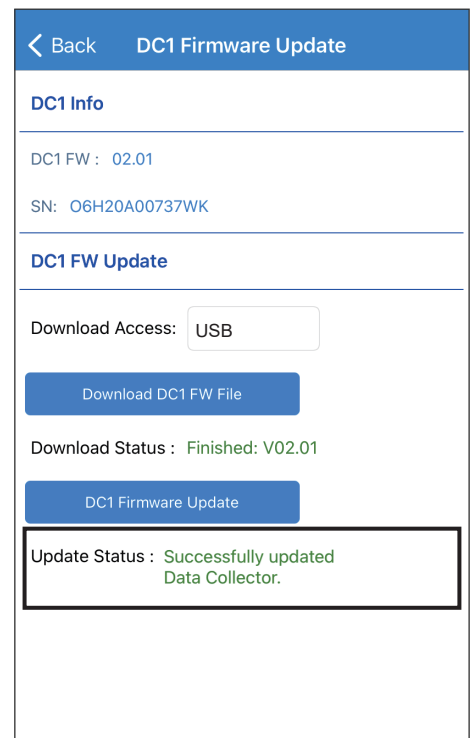 Back DC1 Firmware Update
DC1 Info
DC1 FW : 02.01
SN: O6H20A00737WK
DC1 FW Update
Download Access: USB
Download DC1 FW File
Download Status : Finished: V02.01
DC1 Firmware Update
Update Status : Successfully updated
Data Collector.